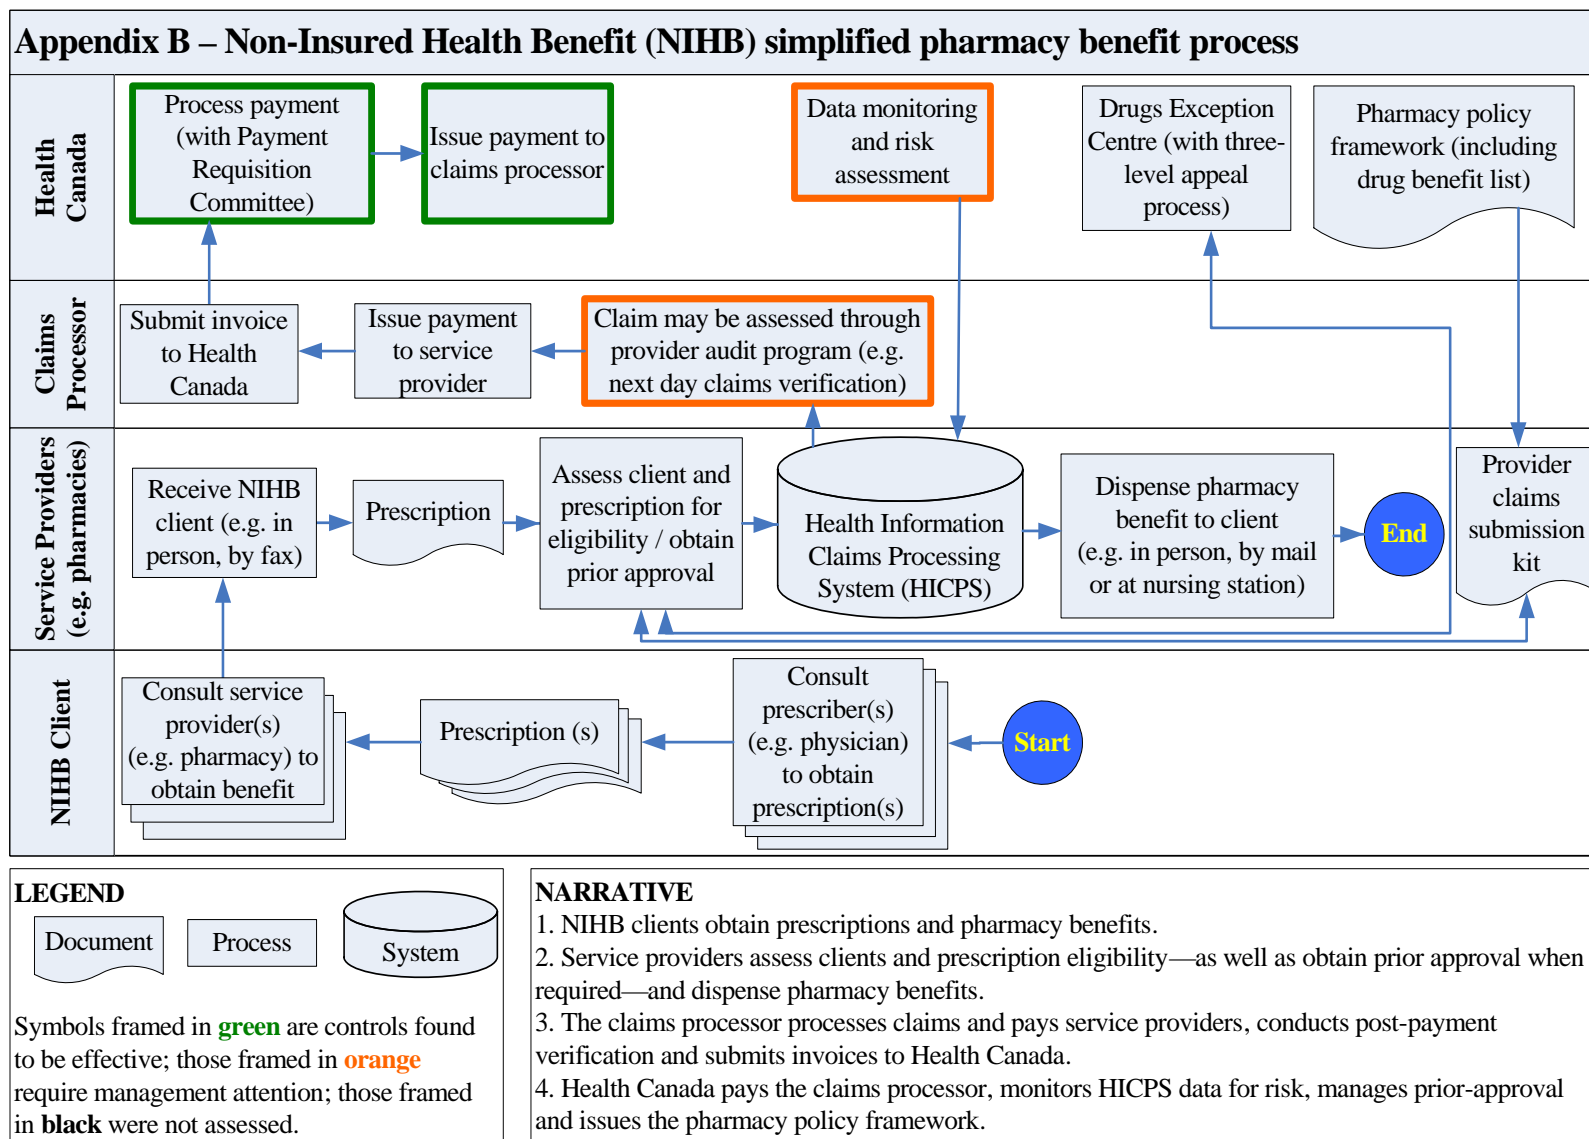 Appendix B – Non-Insured Health Benefit (NIHB) simplified pharmacy benefit process
Health
Canada
Process payment
(with Payment
Requisition
Committee)
Issue payment to
claims processor
Data monitoring
and risk
assessment
Drugs Exception
Centre (with three-
level appeal
process)
Pharmacy policy
framework (including
drug benefit list)
Claims
Processor
Submit invoice
to Health
Canada
Issue payment
to service
provider
Claim may be assessed through
provider audit program (e.g.
next day claims verification)
Service Providers
(e.g. pharmacies)
Receive NIHB
client (e.g. in
person, by fax)
Prescription
Assess client and
prescription for
eligibility / obtain
prior approval
Health Information
Claims Processing
System (HICPS)
Dispense pharmacy
benefit to client
(e.g. in person, by mail
or at nursing station)
End
Provider
claims
submission
kit
NIHB Client
Consult service
provider(s)
(e.g. pharmacy) to
obtain benefit
Prescription (s)
Consult
prescriber(s)
(e.g. physician)
to obtain
prescription(s)
Start
LEGEND
Document
Process
System
Symbols framed in green are controls found
to be effective; those framed in orange
require management attention; those framed
in black were not assessed.
NARRATIVE
1. NIHB clients obtain prescriptions and pharmacy benefits.
2. Service providers assess clients and prescription eligibility—as well as obtain prior approval when
required—and dispense pharmacy benefits.
3. The claims processor processes claims and pays service providers, conducts post-payment
verification and submits invoices to Health Canada.
4. Health Canada pays the claims processor, monitors HICPS data for risk, manages prior-approval
and issues the pharmacy policy framework.